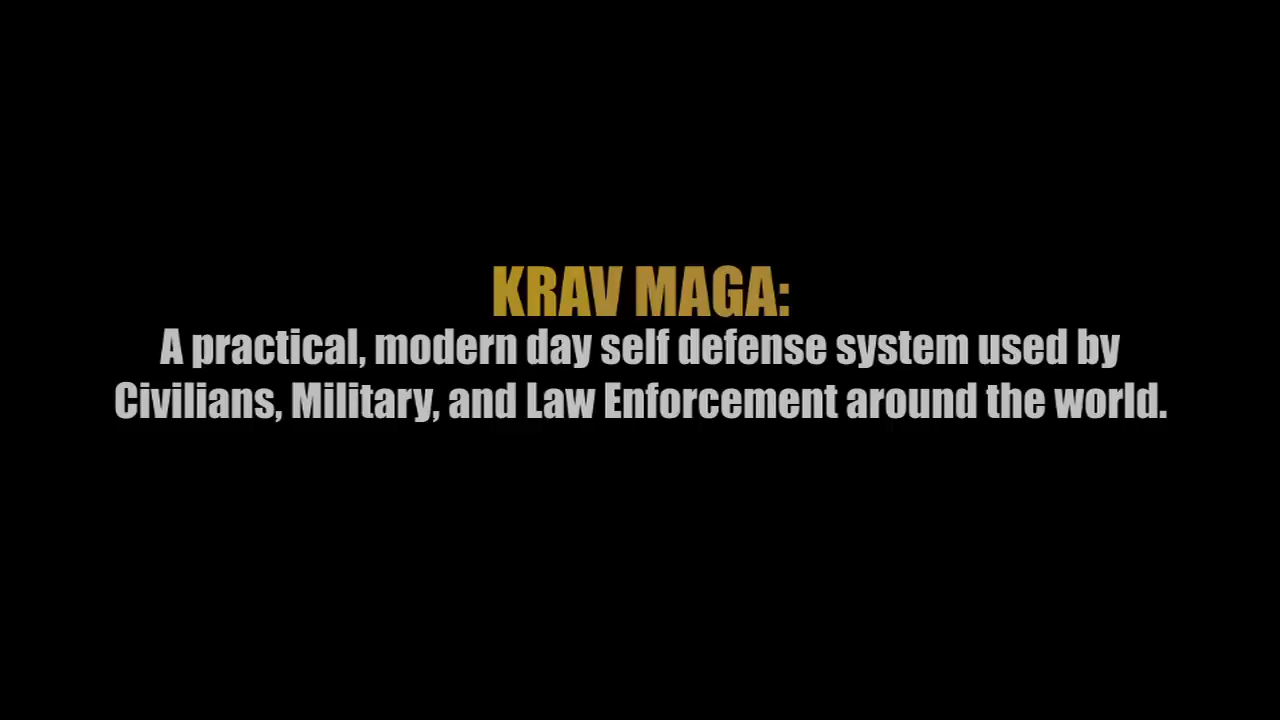 KRAV MAGA:
A practical, modern day self defense system used by
Civilians, Military, and Law Enforcement around the world.